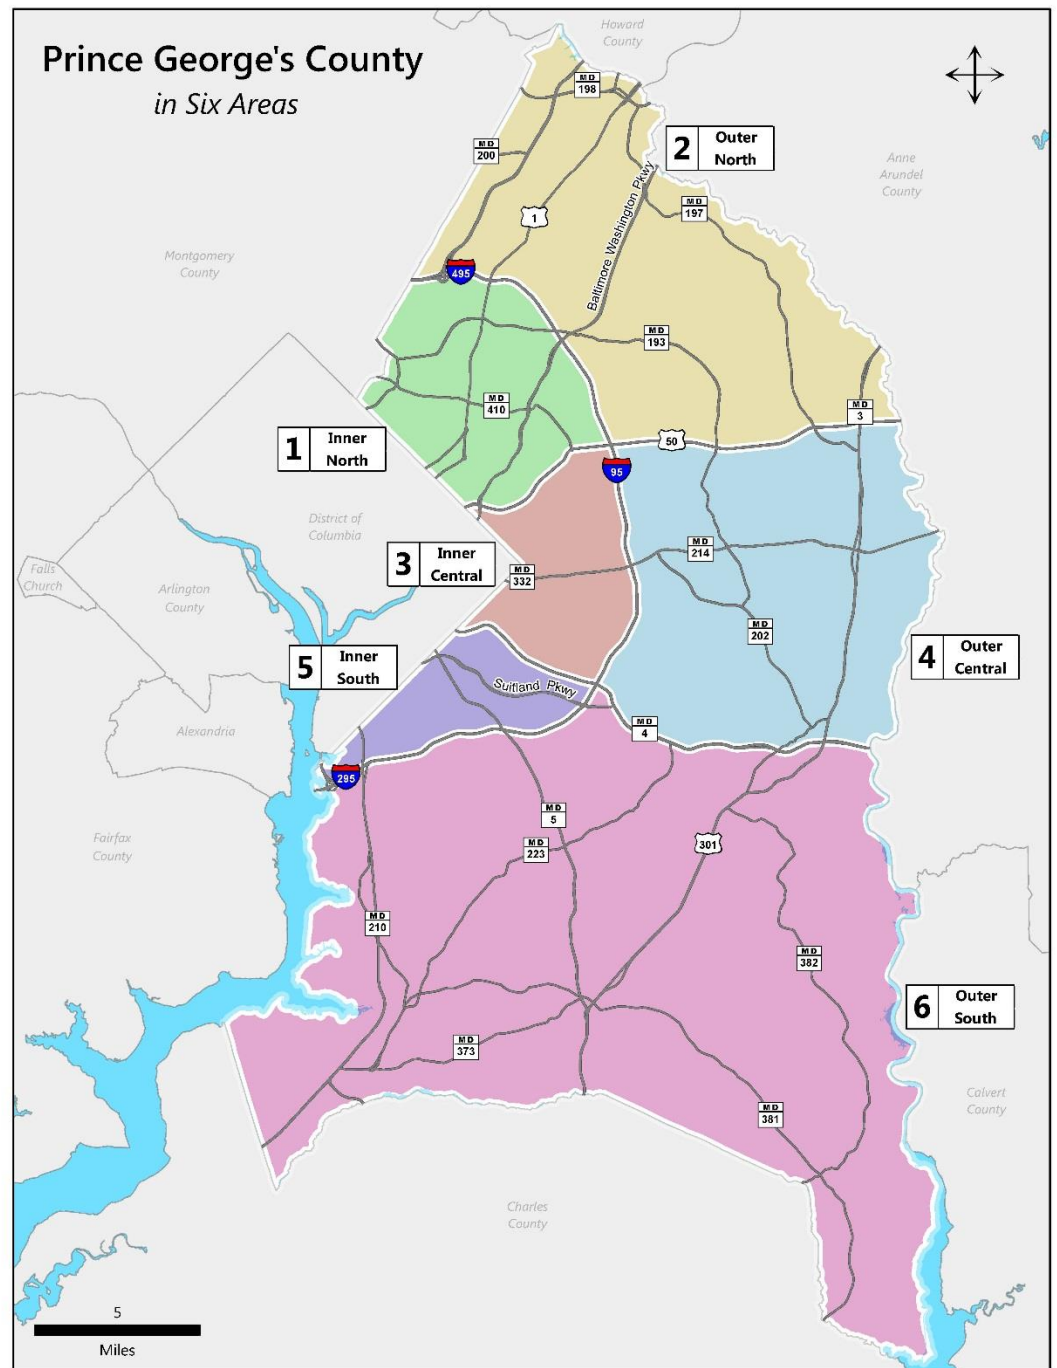 Prince George's County
in Six Areas
Howard
County
MD
198
2
Outer
North
MD
200
Anne
Arundel
County
Baltimore Washington Pkwy
MD
197
1
Montgomery
County
495
MD
193
MD
410
MD
3
1
Inner
North
50
95
District of
Columbia
3
Inner
Central
MD
214
Falls
Church
MD
332
Arlington
County
MD
202
4
Outer
Central
5
Inner
South
Suitland Pkwy
Alexandria
MD
4
295
MD
5
Fairfax
County
MD
223
301
MD
210
MD
382
6
Outer
South
MD
373
Calvert
County
MD
381
Charles
County
5
Miles